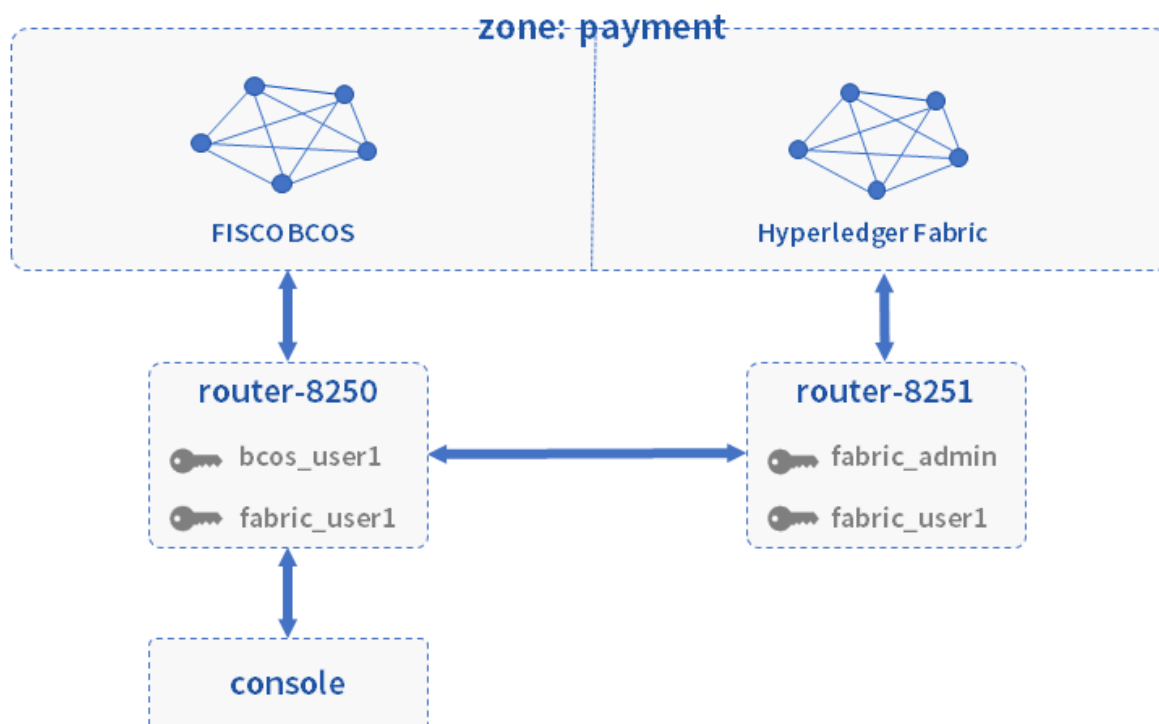 zone: payment
FISCO BCOS
Hyperledger Fabric
router-8250
bcos_user1
fabric_user1
router-8251
fabric_admin
fabric_user1
console